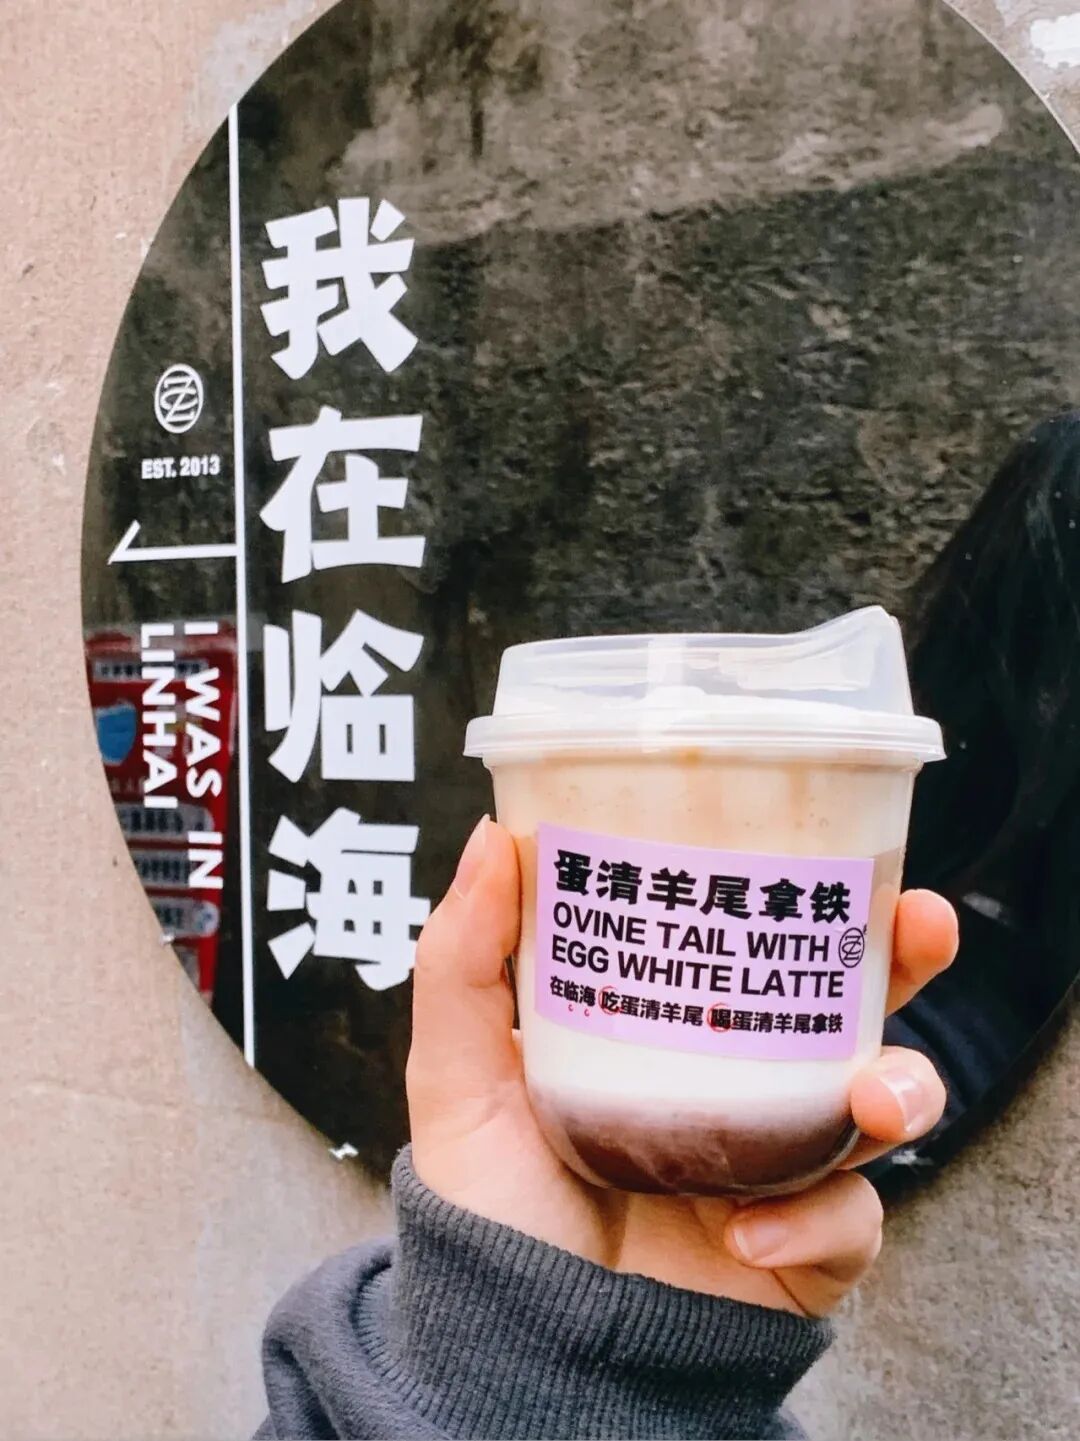 我在临海
EST. 2013
I WAS IN
LINHAI
蛋清羊尾拿铁
OVINE TAIL WITH
EGG WHITE LATTE
在临海 吃蛋清羊尾 喝蛋清羊尾拿铁